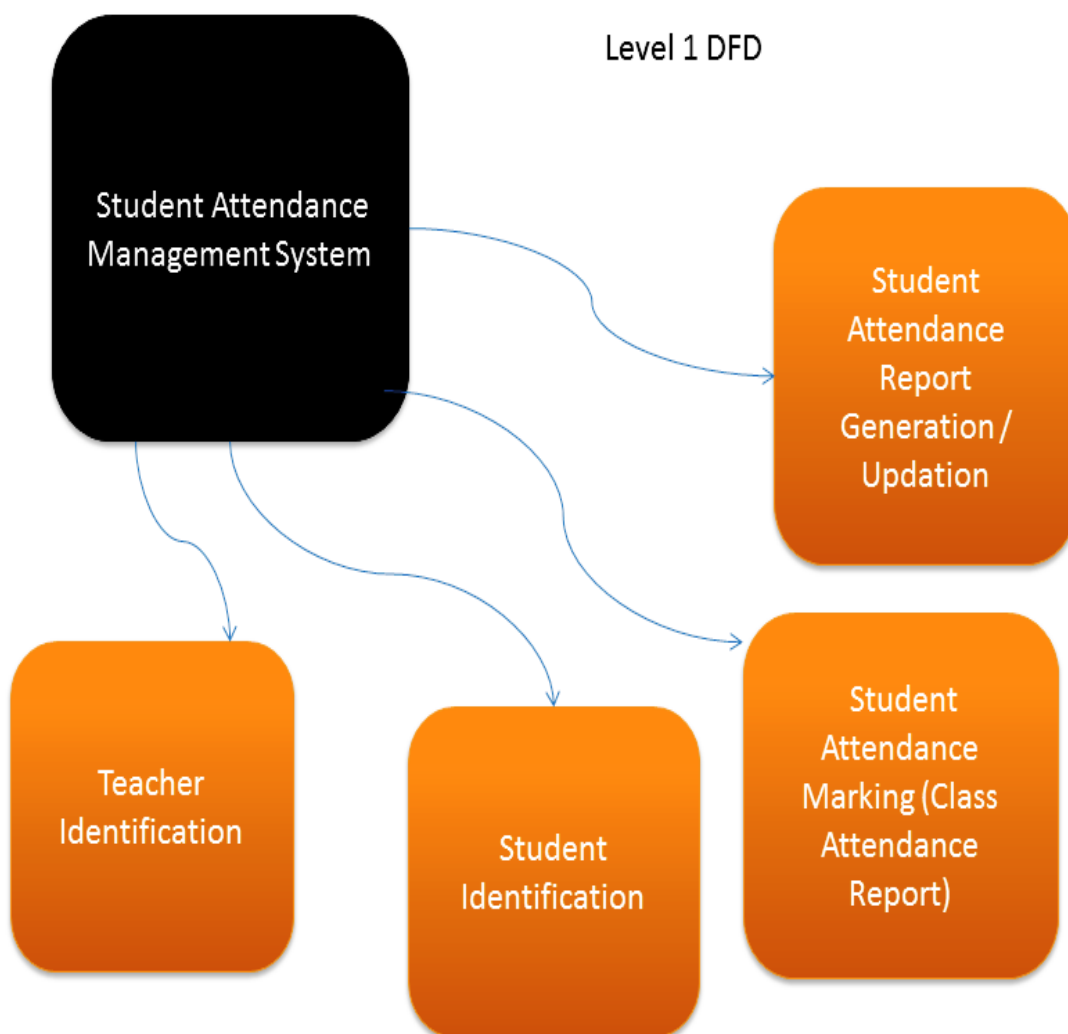 Level 1 DFD
Student Attendance
Management System
Student
Attendance
Report
Generation /
Updation
Teacher
Identification
Student
Identification
Student
Attendance
Marking (Class
Attendance
Report)